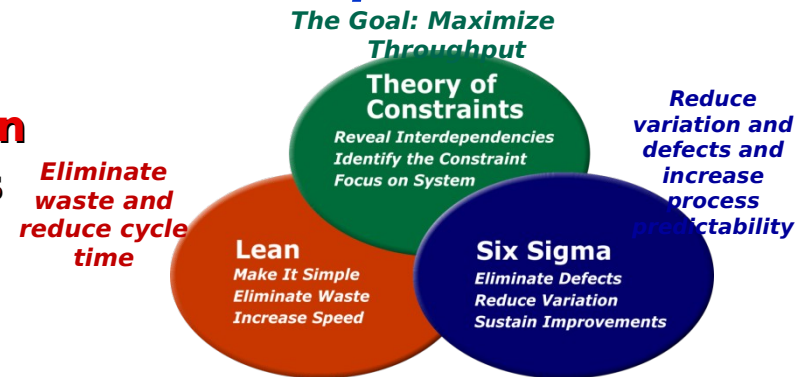 The Goal: Maximize
Throughput
Theory of
Constraints
Reveal Interdependencies
Identify the Constraint
Focus on System
Reduce
variation and
defects and
increase
process
predictability
Eliminate
waste and
reduce cycle
time
Lean
Make It Simple
Eliminate Waste
Increase Speed
Six Sigma
Eliminate Defects
Reduce Variation
Sustain Improvements